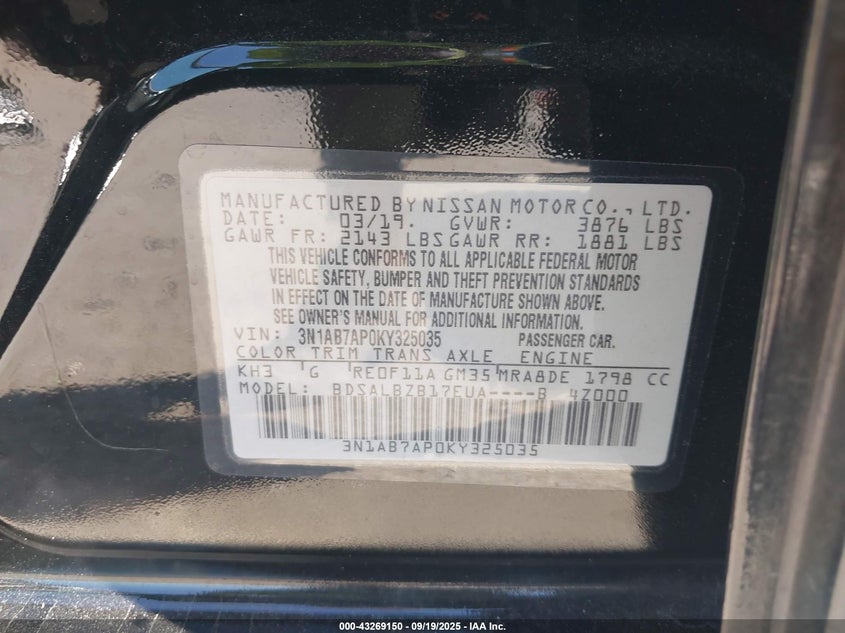 MANUFACTURED BY NISSAN MOTOR CO., LTD.
DATE: 03/19. GVWR: 3876 LBS
GAWR FR: 2143 LBS GAWR RR: 1881 LBS
THIS VEHICLE CONFORMS TO ALL APPLICABLE FEDERAL MOTOR
VEHICLE SAFETY, BUMPER AND THEFT PREVENTION STANDARDS
IN EFFECT ON THE DATE OF MANUFACTURE SHOWN ABOVE.
SEE OWNER'S MANUAL FOR ADDITIONAL INFORMATION.
VIN: 3N1AB7AP0KY325035 PASSENGER CAR.
COLOR TRIM TRANS AXLE ENGINE
KH3 G RE0F11A GM35 MRA8DE 1798 CC
MODEL: BDSALBZB17EUA----B 4Z000
3N1AB7AP0KY325035
000-43269150 - 09/19/2025 - IAA Inc.